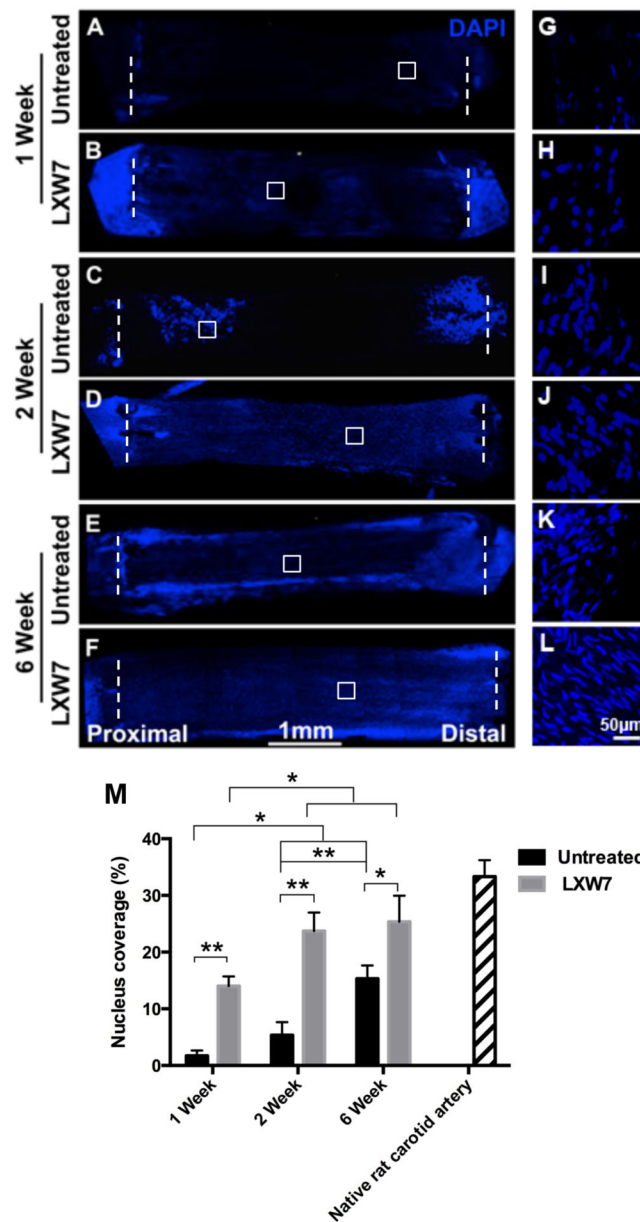 A
DAPI
G
B
H
C
I
D
J
E
K
F
L
Proximal
1mm
Distal
50µm
1 Week
Untreated
LXW7
2 Week
Untreated
LXW7
6 Week
Untreated
LXW7
M
*
*
**
*
**
**
Nucleus coverage (%)
40
30
20
10
0
1 Week
2 Week
6 Week
Native rat carotid artery
Untreated
LXW7